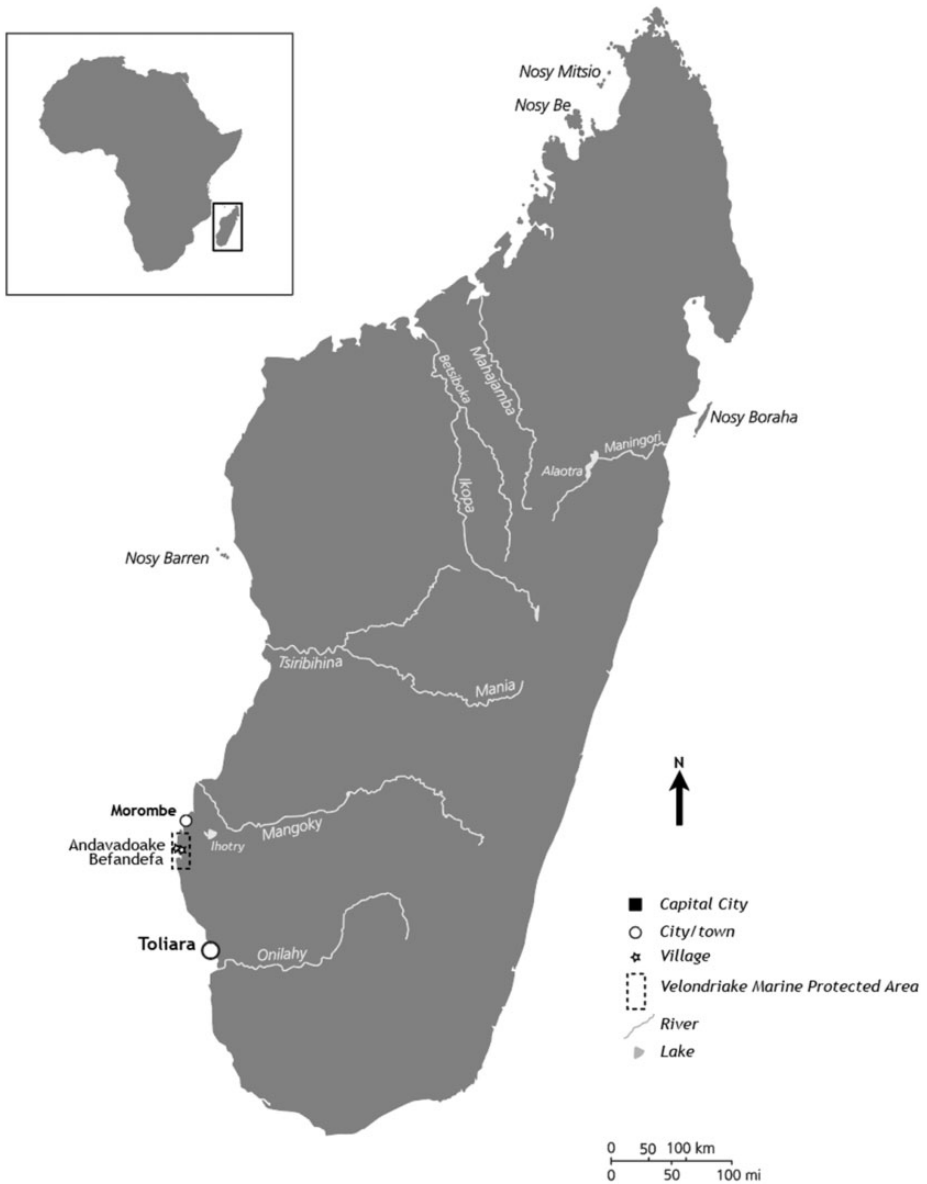 Nosy Mitsio
Nosy Be
Mahajamba
Betsiboka
Nosy Boraha
Maningori
Alaotra
Ikopa
Nosy Barren
Tsiribihina
Mania
N
Morombe
Mangoky
Andavadoake
Befandefa
Ihotry
Toliara
Onilahy
Capital City
City/town
Village
Velondriake Marine Protected Area
River
Lake
0 50 100 km
0 50 100 mi